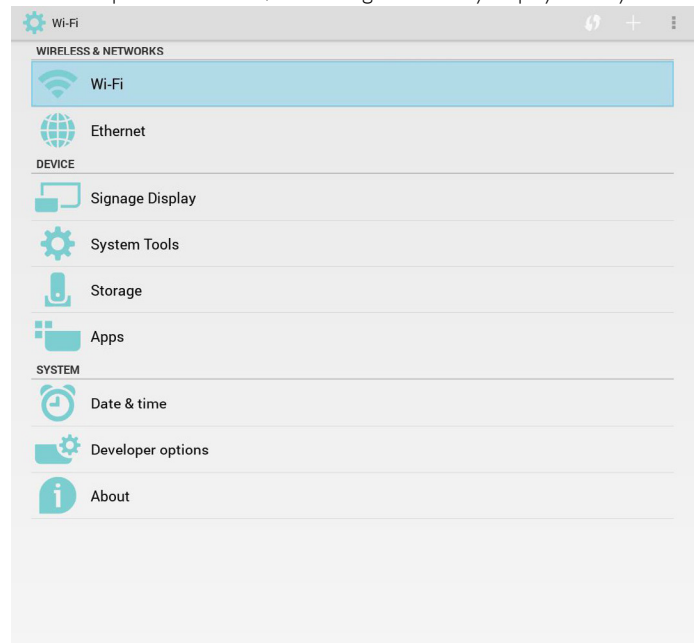 Wi-Fi
WIRELESS & NETWORKS
Wi-Fi
Ethernet
DEVICE
Signage Display
System Tools
Storage
Apps
SYSTEM
Date & time
Developer options
About